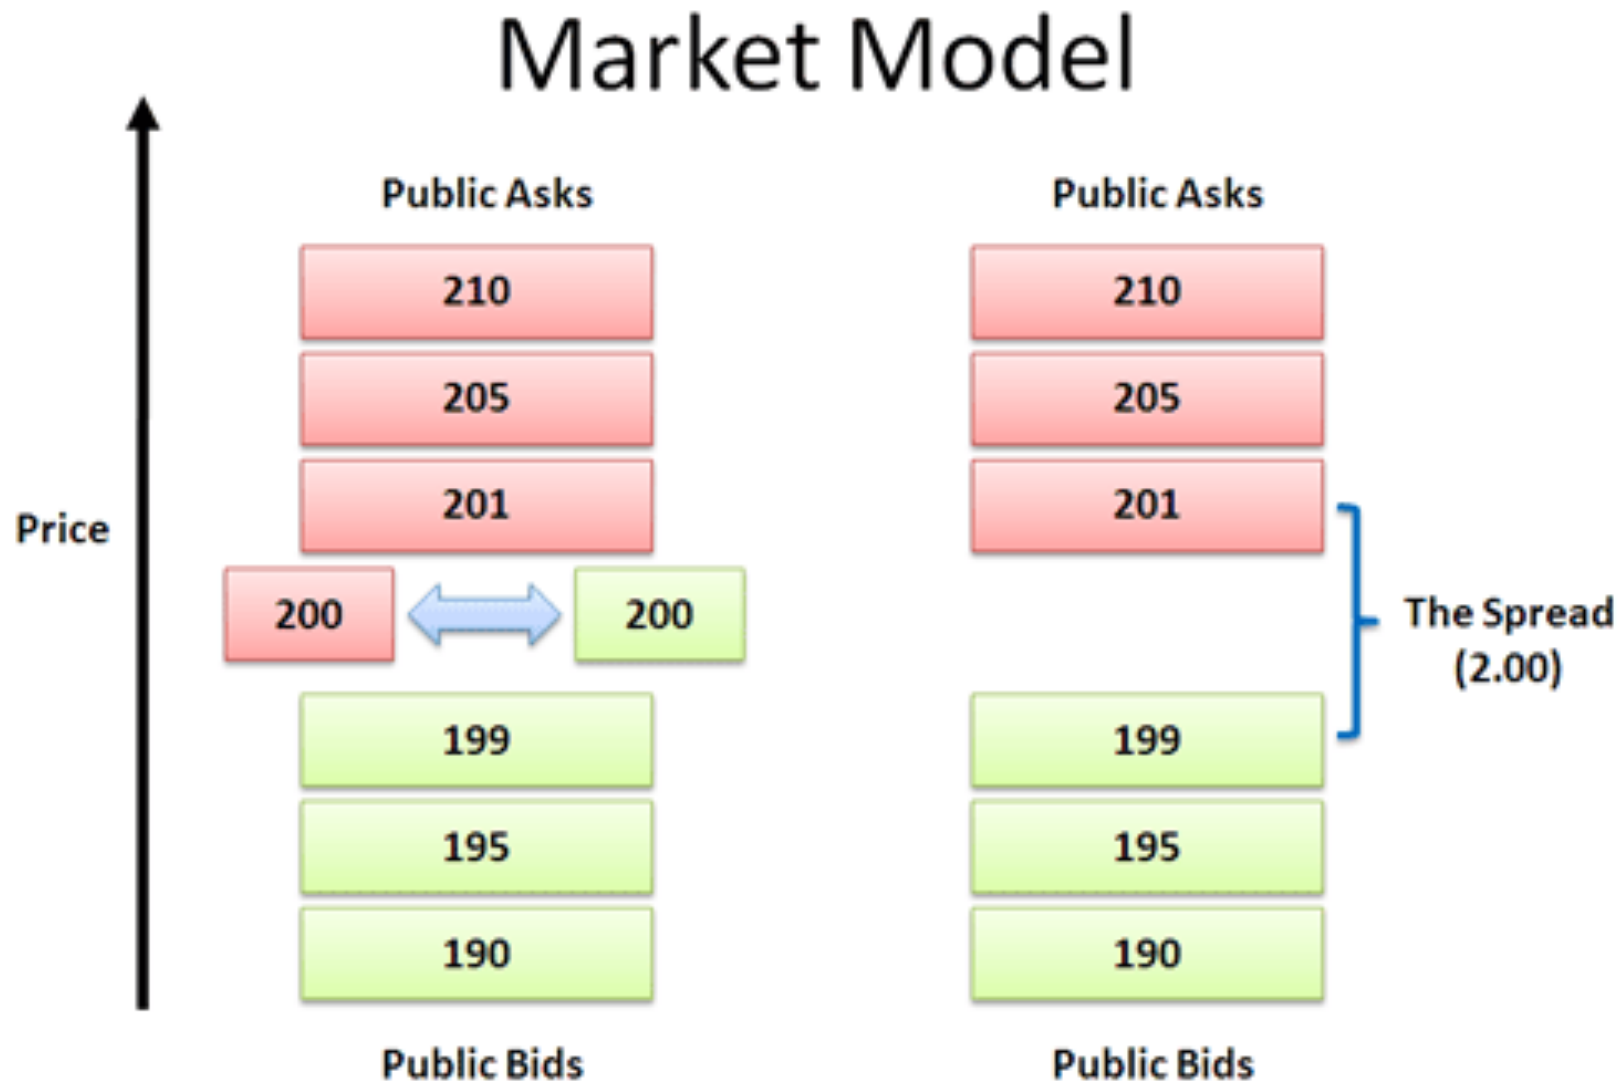 Market Model
Public Asks
Public Asks
210
210
205
205
201
201
Price
200
200
The Spread
(2.00)
199
199
195
195
190
190
Public Bids
Public Bids